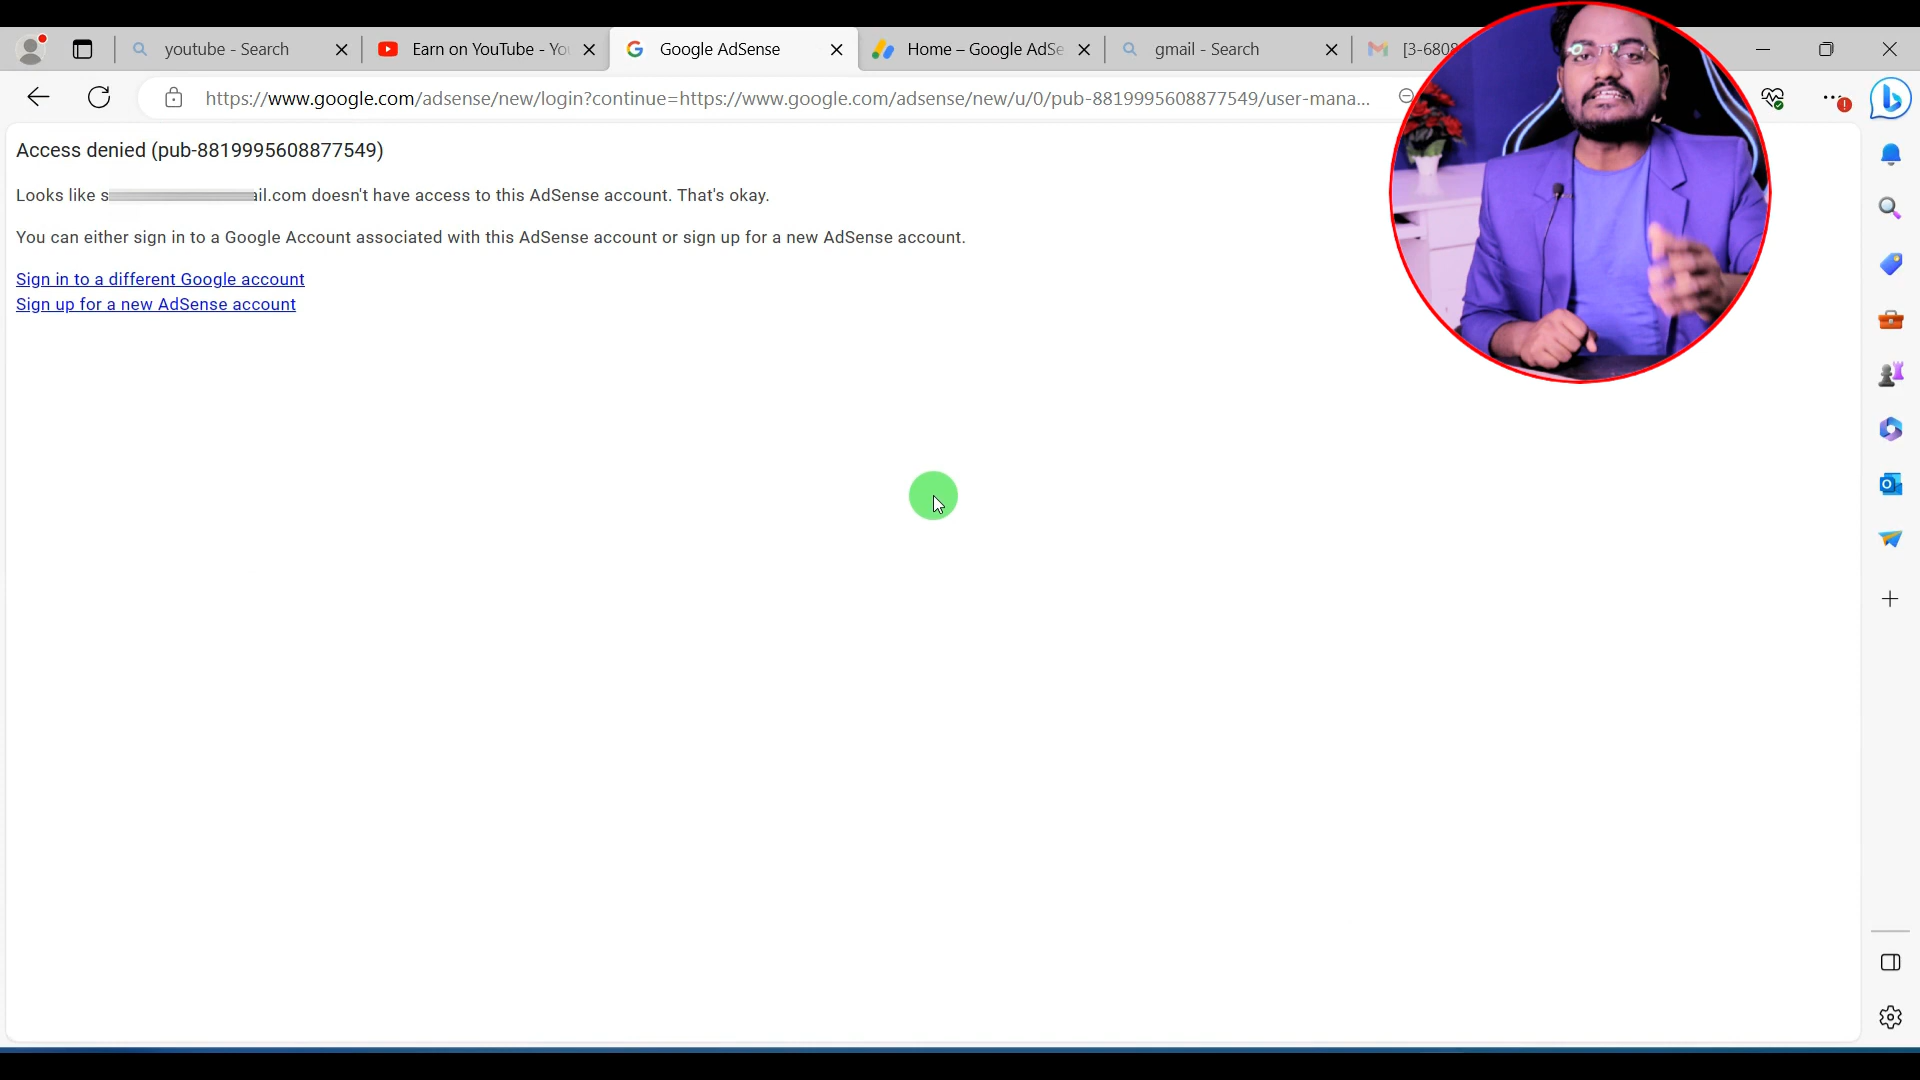 youtube - Search
Earn on YouTube - Yo
Google AdSense
Home – Google AdSe
gmail - Search
[3-6808
https://www.google.com/adsense/new/login?continue=https://www.google.com/adsense/new/u/0/pub-8819995608877549/user-mana...
Access denied (pub-8819995608877549)
Looks like s ail.com doesn't have access to this AdSense account. That's okay.
You can either sign in to a Google Account associated with this AdSense account or sign up for a new AdSense account.
Sign in to a different Google account
Sign up for a new AdSense account